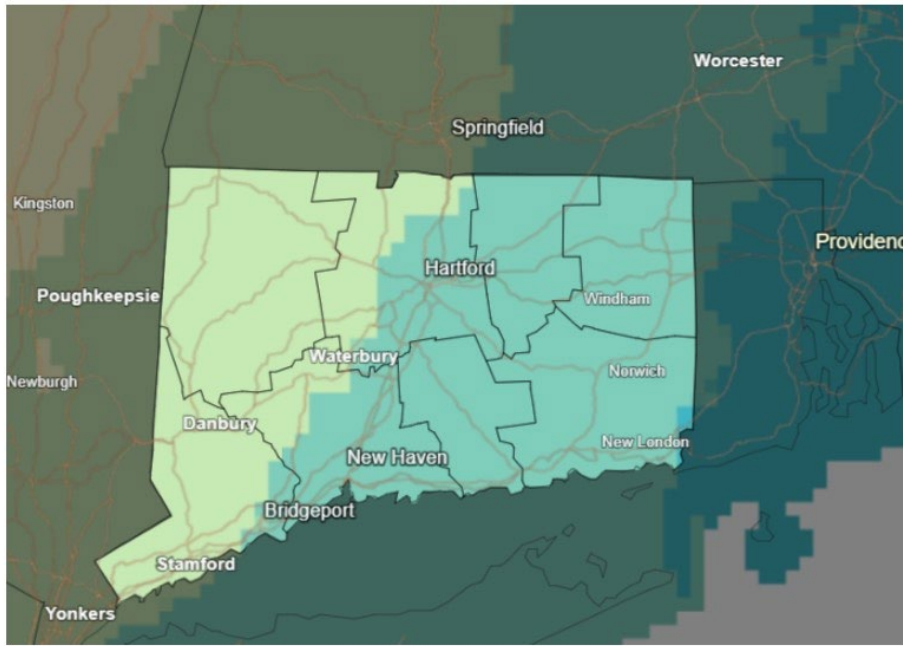 Worcester
Springfield
Kingston
Providenc
Hartford
Poughkeepsie
Windham
Waterbury
Norwich
Newburgh
Danbury
New London
New Haven
Bridgeport
Stamford
Yonkers